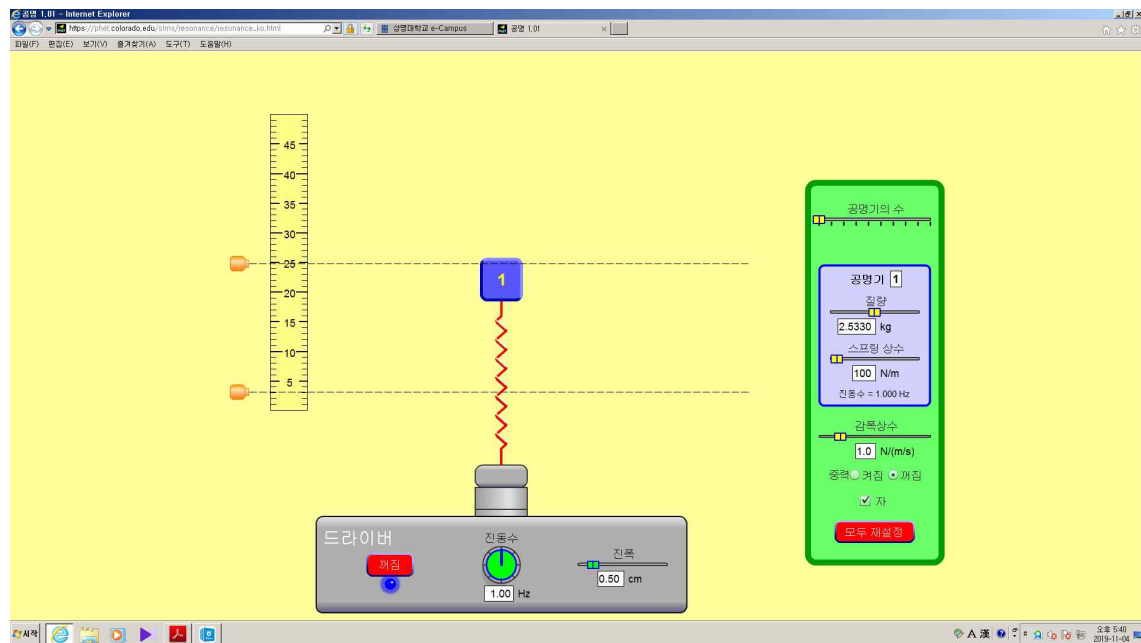 공명 1.01 - Internet Explorer
https://phet.colorado.edu/sims/resonance/resonance_ko.html
상명대학교 e-Campus
공명 1.01
파일(F) 편집(E) 보기(V) 즐겨찾기(A) 도구(T) 도움말(H)
45
40
35
30
25
20
15
10
5
1
드라이버
꺼짐
진동수
1.00 Hz
진폭
0.50 cm
공명기의 수
공명기 1
질량
2.5330 kg
스프링 상수
100 N/m
진동수 = 1.000 Hz
감폭상수
1.0 N/(m/s)
중력 켜짐 꺼짐
자
모두 재설정
시작
A 漢
오후 5:40
2019-11-04